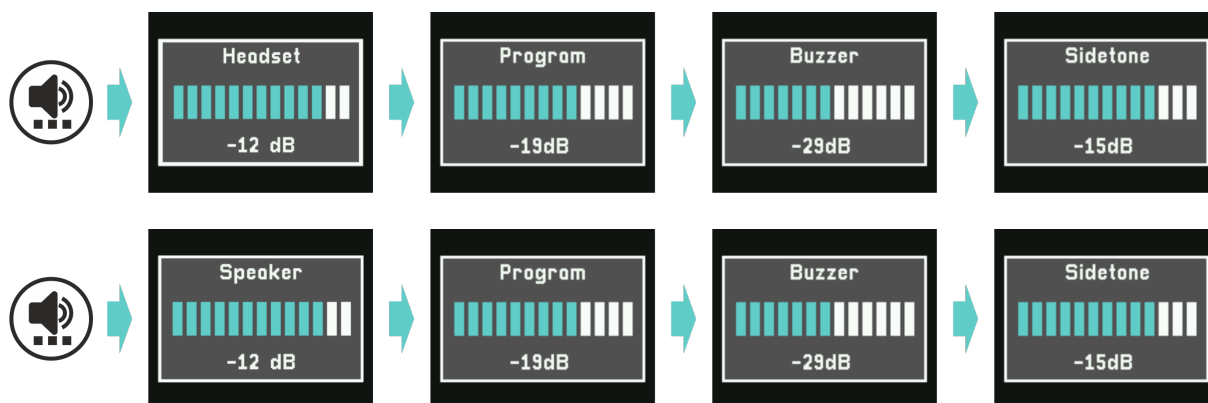 Headset
-12 dB
Program
-19dB
Buzzer
-29dB
Sidetone
-15dB
Speaker
-12 dB
Program
-19dB
Buzzer
-29dB
Sidetone
-15dB